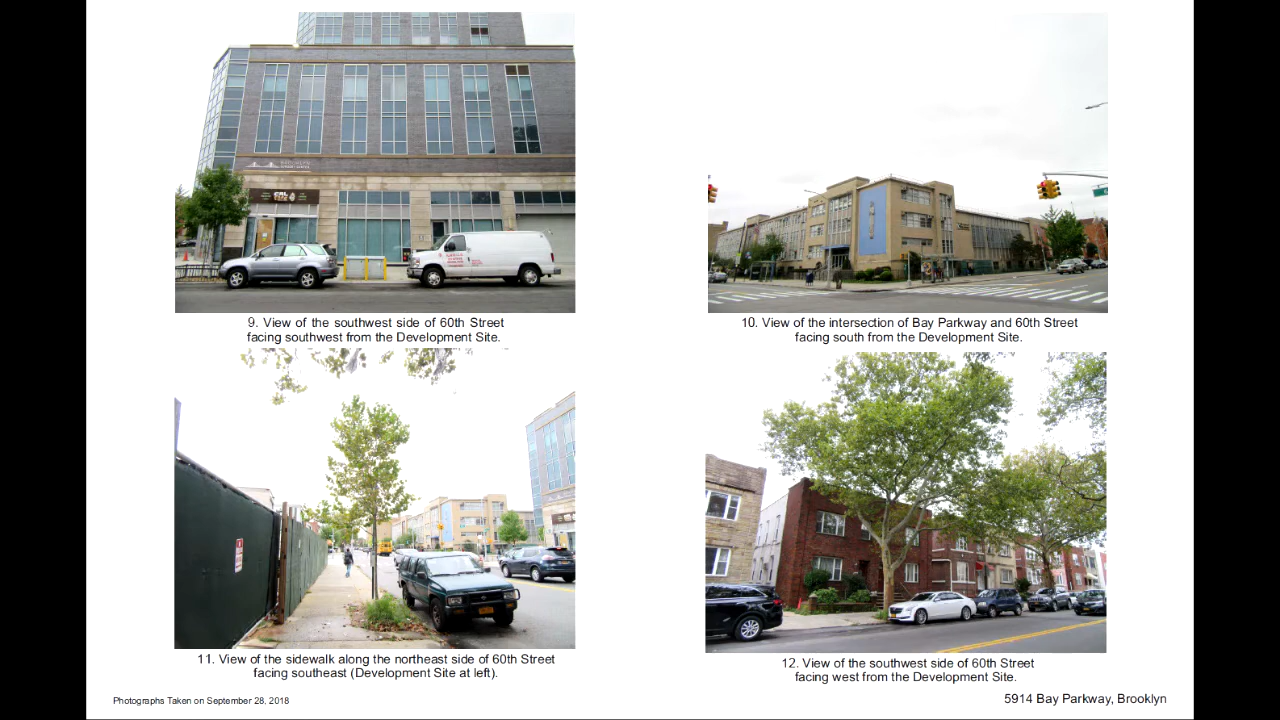 9. View of the southwest side of 60th Street
facing southwest from the Development Site.
10. View of the intersection of Bay Parkway and 60th Street
facing south from the Development Site.
11. View of the sidewalk along the northeast side of 60th Street
facing southeast (Development Site at left).
12. View of the southwest side of 60th Street
facing west from the Development Site.
Photographs Taken on September 28, 2018
5914 Bay Parkway, Brooklyn